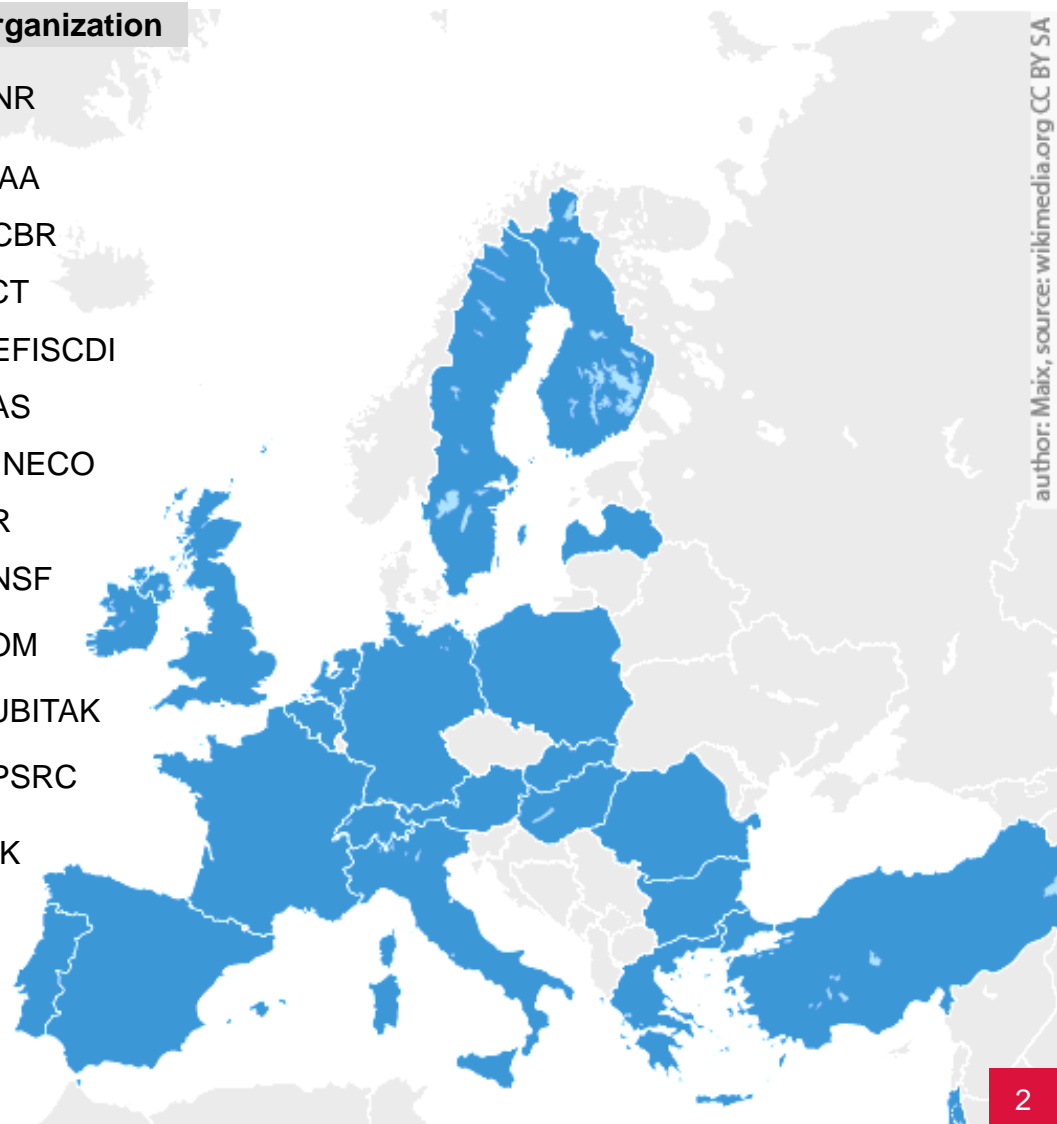 rganization
NR
AA
CBR
CT
EFISCDI
AS
INECO
R
NSF
OM
UBITAK
PSRC
K
author: Maix, source: wikimedia.org CC BY SA
2